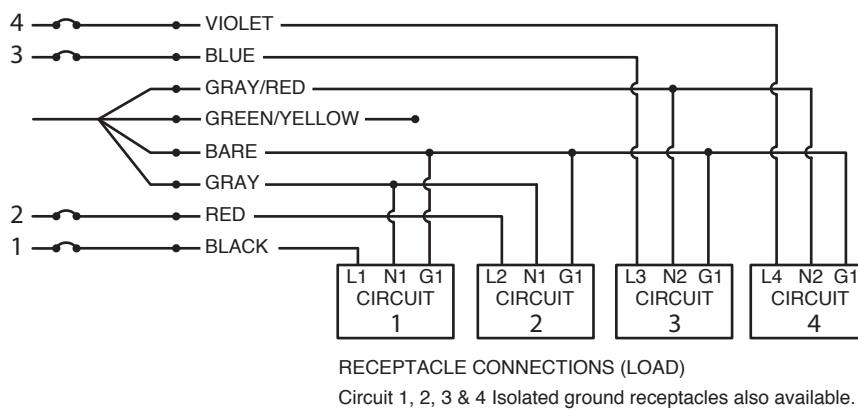 4 VIOLET
3 BLUE
GRAY/RED
GREEN/YELLOW
BARE
GRAY
2 RED
1 BLACK
L1 N1 G1 L2 N1 G1 L3 N2 G1 L4 N2 G1
CIRCUIT CIRCUIT CIRCUIT CIRCUIT
1 2 3 4
RECEPTACLE CONNECTIONS (LOAD)
Circuit 1, 2, 3 & 4 Isolated ground receptacles also available.